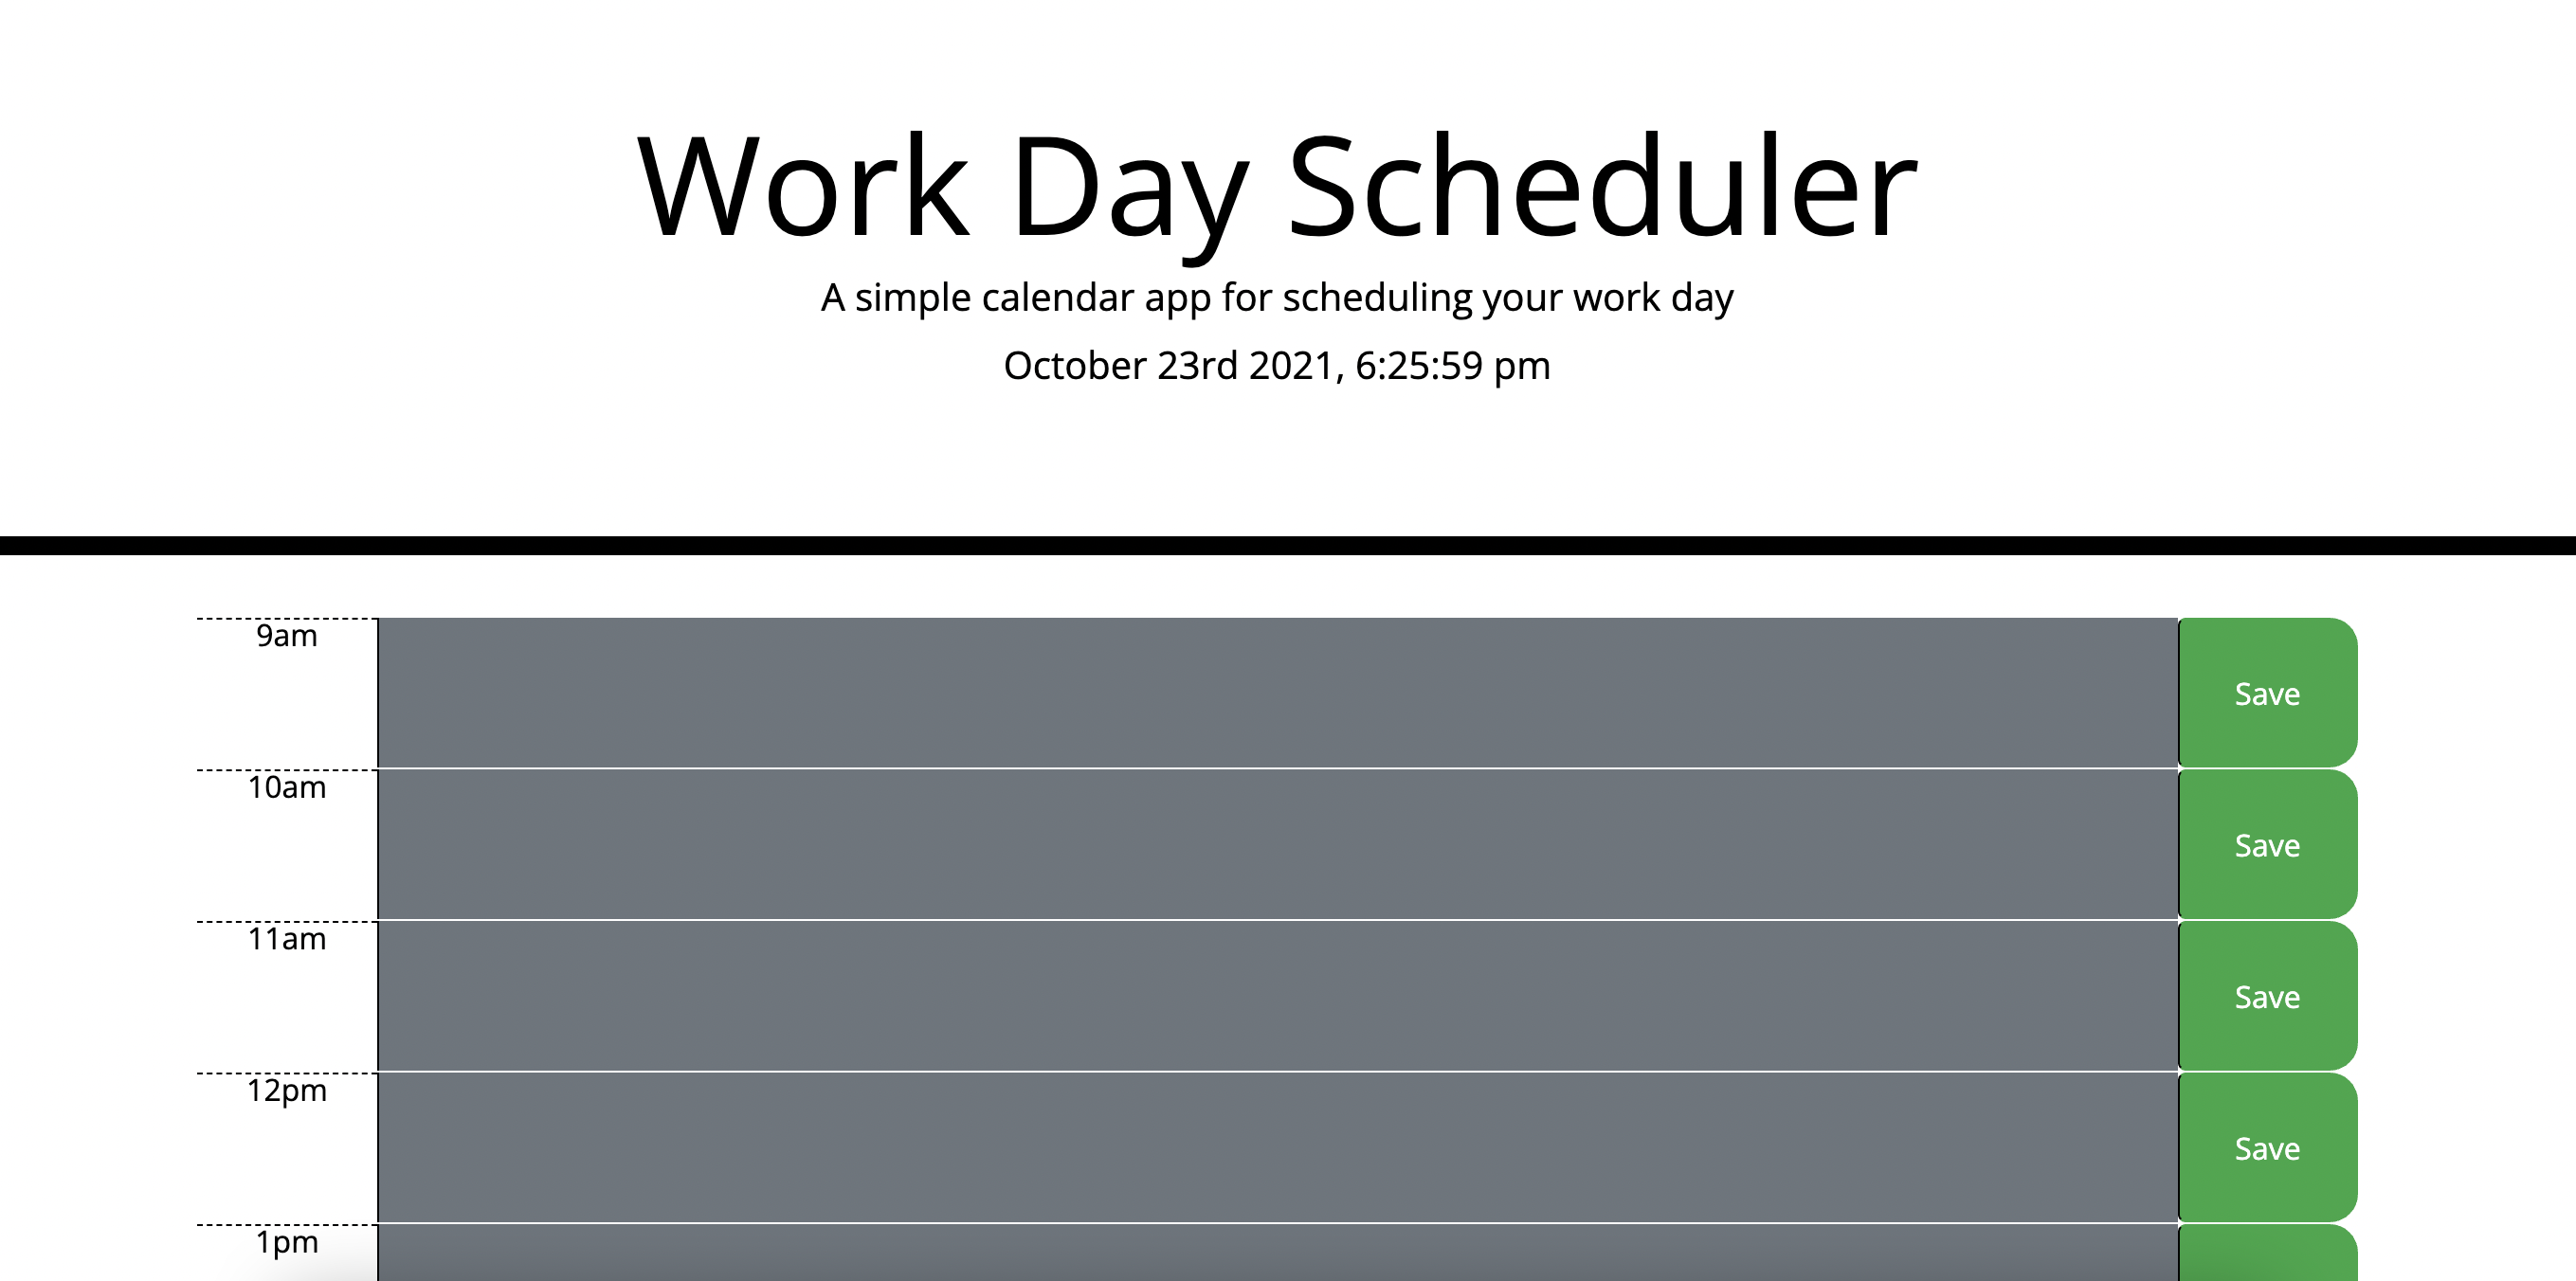 Work Day Scheduler
A simple calendar app for scheduling your work day
October 23rd 2021, 6:25:59 pm
9am
Save
10am
Save
11am
Save
12pm
Save
1pm